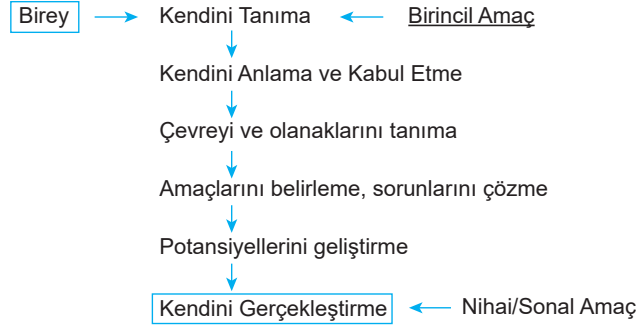 Birey Kendini Tanıma Birincil Amaç
Kendini Anlama ve Kabul Etme
Çevreyi ve olanaklarını tanıma
Amaçlarını belirleme, sorunlarını çözme
Potansiyellerini geliştirme
Kendini Gerçekleştirme Nihai/Sonal Amaç